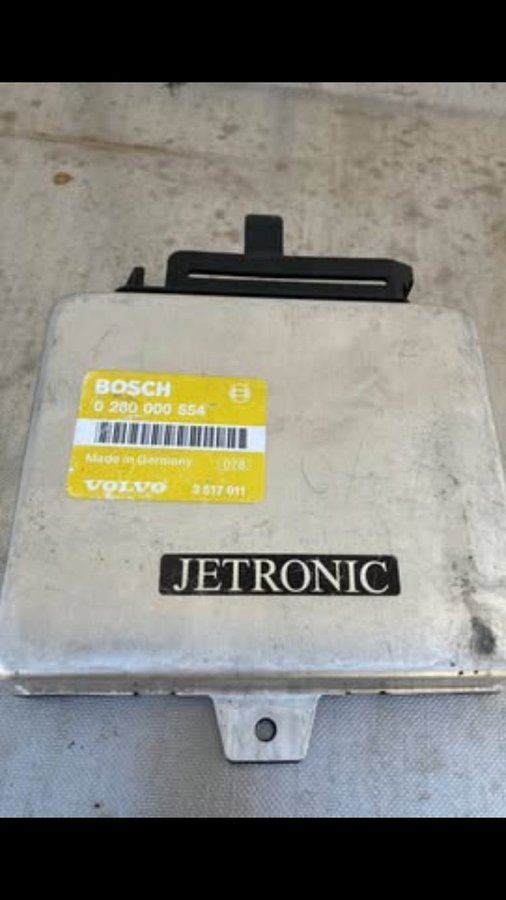 BOSCH
0 280 000 554
Made in Germany 078
VOLVO 3 517 011
JETRONIC